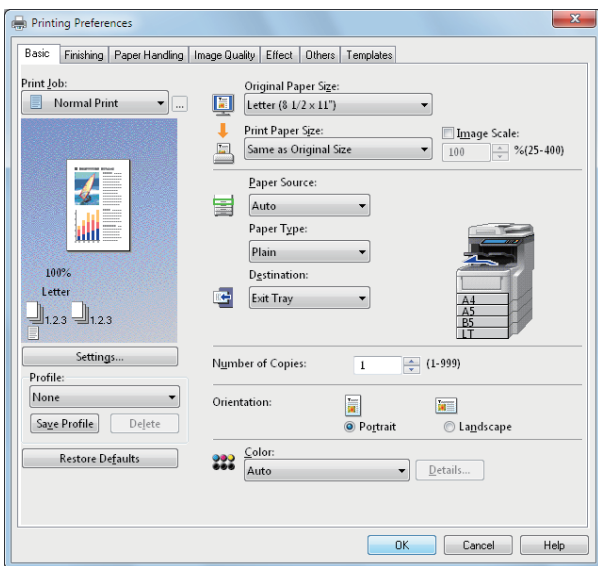 Printing Preferences
Basic Finishing Paper Handling Image Quality Effect Others Templates
Print Job:
Normal Print ...
100%
Letter
1.2.3 1.2.3
Settings...
Profile:
None
Save Profile Delete
Restore Defaults
Original Paper Size:
Letter (8 1/2 x 11")
Print Paper Size:
Same as Original Size
Image Scale:
100 %(25-400)
Paper Source:
Auto
Paper Type:
Plain
Destination:
Exit Tray
A4
A5
B5
LT
Number of Copies: 1 (1-999)
Orientation:
Portrait Landscape
Color:
Auto Details...
OK Cancel Help